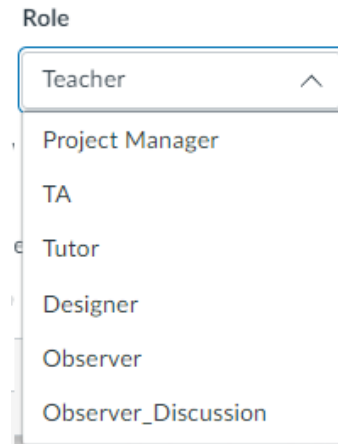 Role
Teacher
Project Manager
TA
Tutor
Designer
Observer
Observer_Discussion